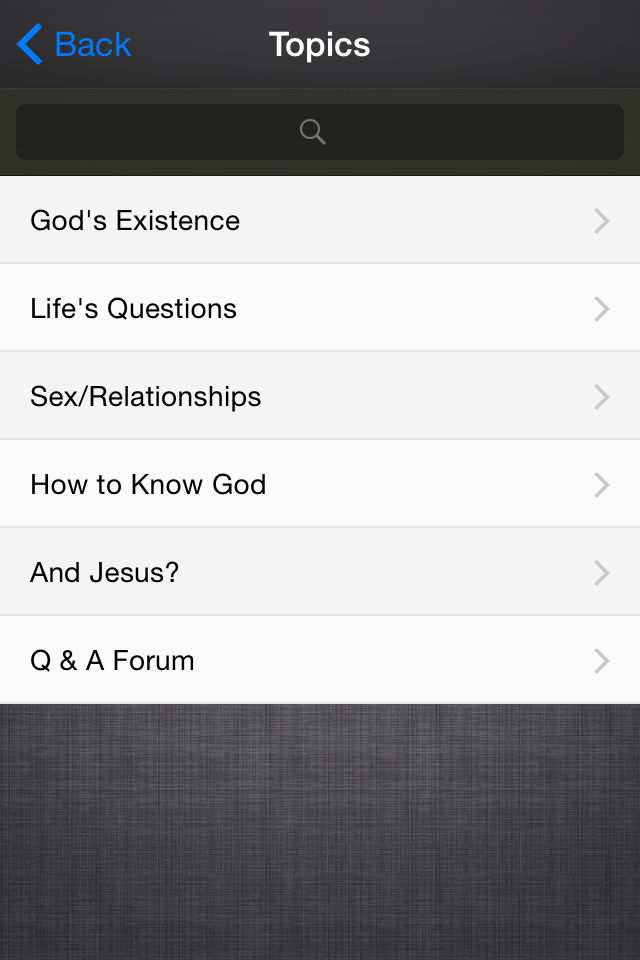 Back
Topics
God's Existence
Life's Questions
Sex/Relationships
How to Know God
And Jesus?
Q & A Forum